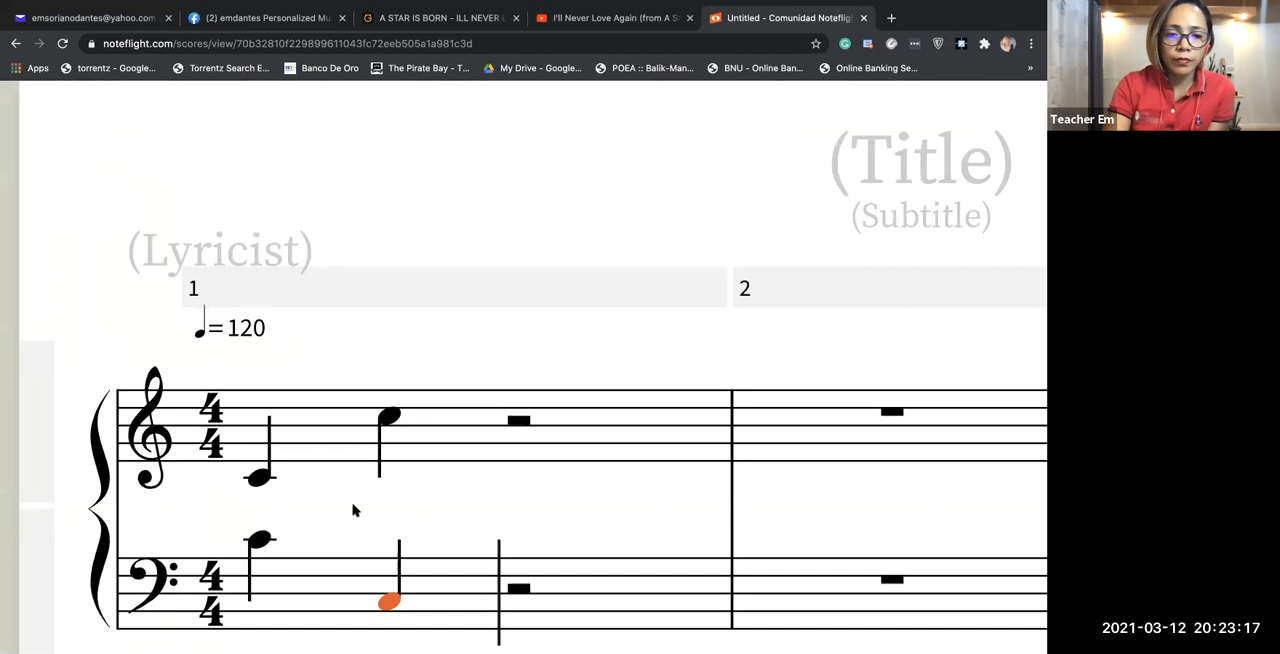 emsorianodantes@yahoo.com
(2) emdantes Personalized Mu
A STAR IS BORN - ILL NEVER L
I'll Never Love Again (from A S
Untitled - Comunidad Noteflig
noteflight.com/scores/view/70b32810f229899611043fc72eeb505a1a981c3d
Apps
torrentz - Google...
Torrentz Search E...
Banco De Oro
The Pirate Bay - T...
My Drive - Google...
POEA :: Balik-Man...
BNU - Online Ban...
Online Banking Se...
»
Teacher Em
(Title)
(Subtitle)
(Lyricist)
1
2
= 120
4
4
4
4
2021-03-12 20:23:17